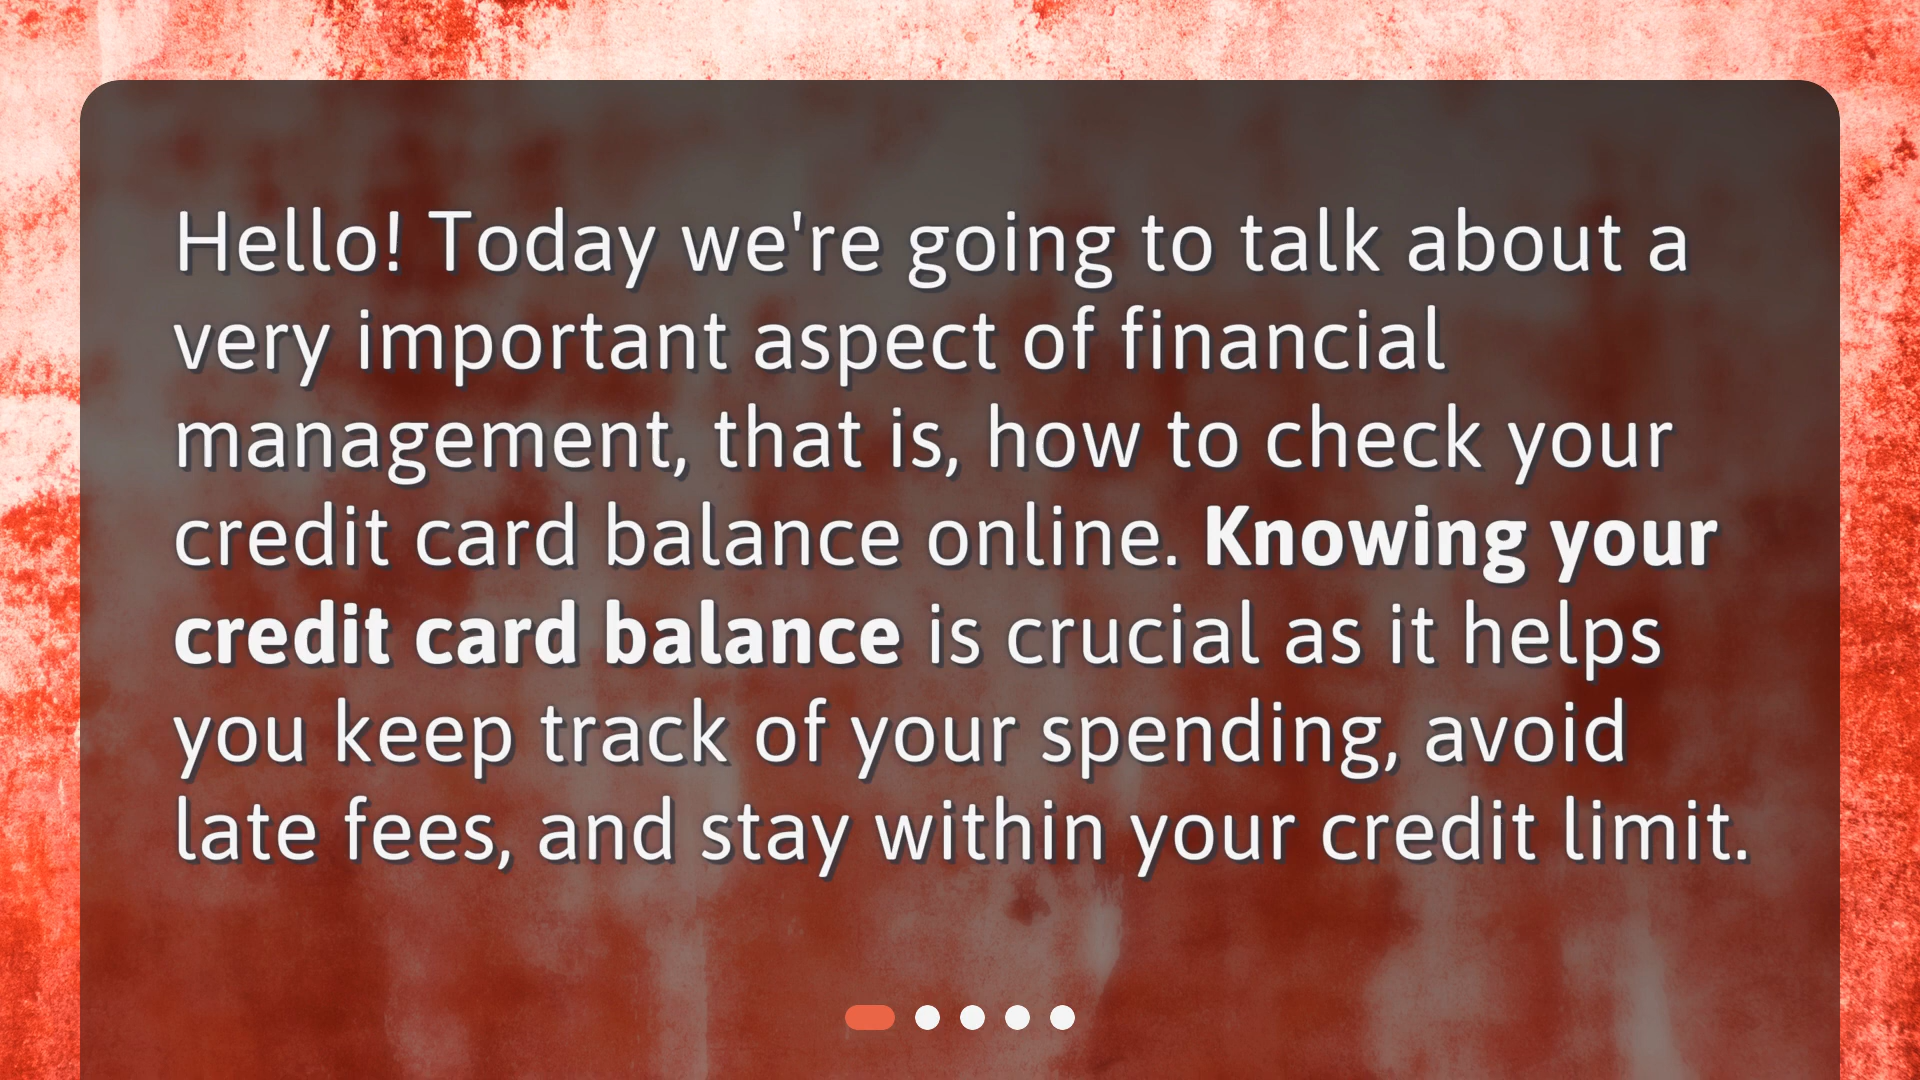 Hello! Today we're going to talk about a
very important aspect of financial
management, that is, how to check your
credit card balance online. Knowing your
credit card balance is crucial as it helps
you keep track of your spending, avoid
late fees, and stay within your credit limit.